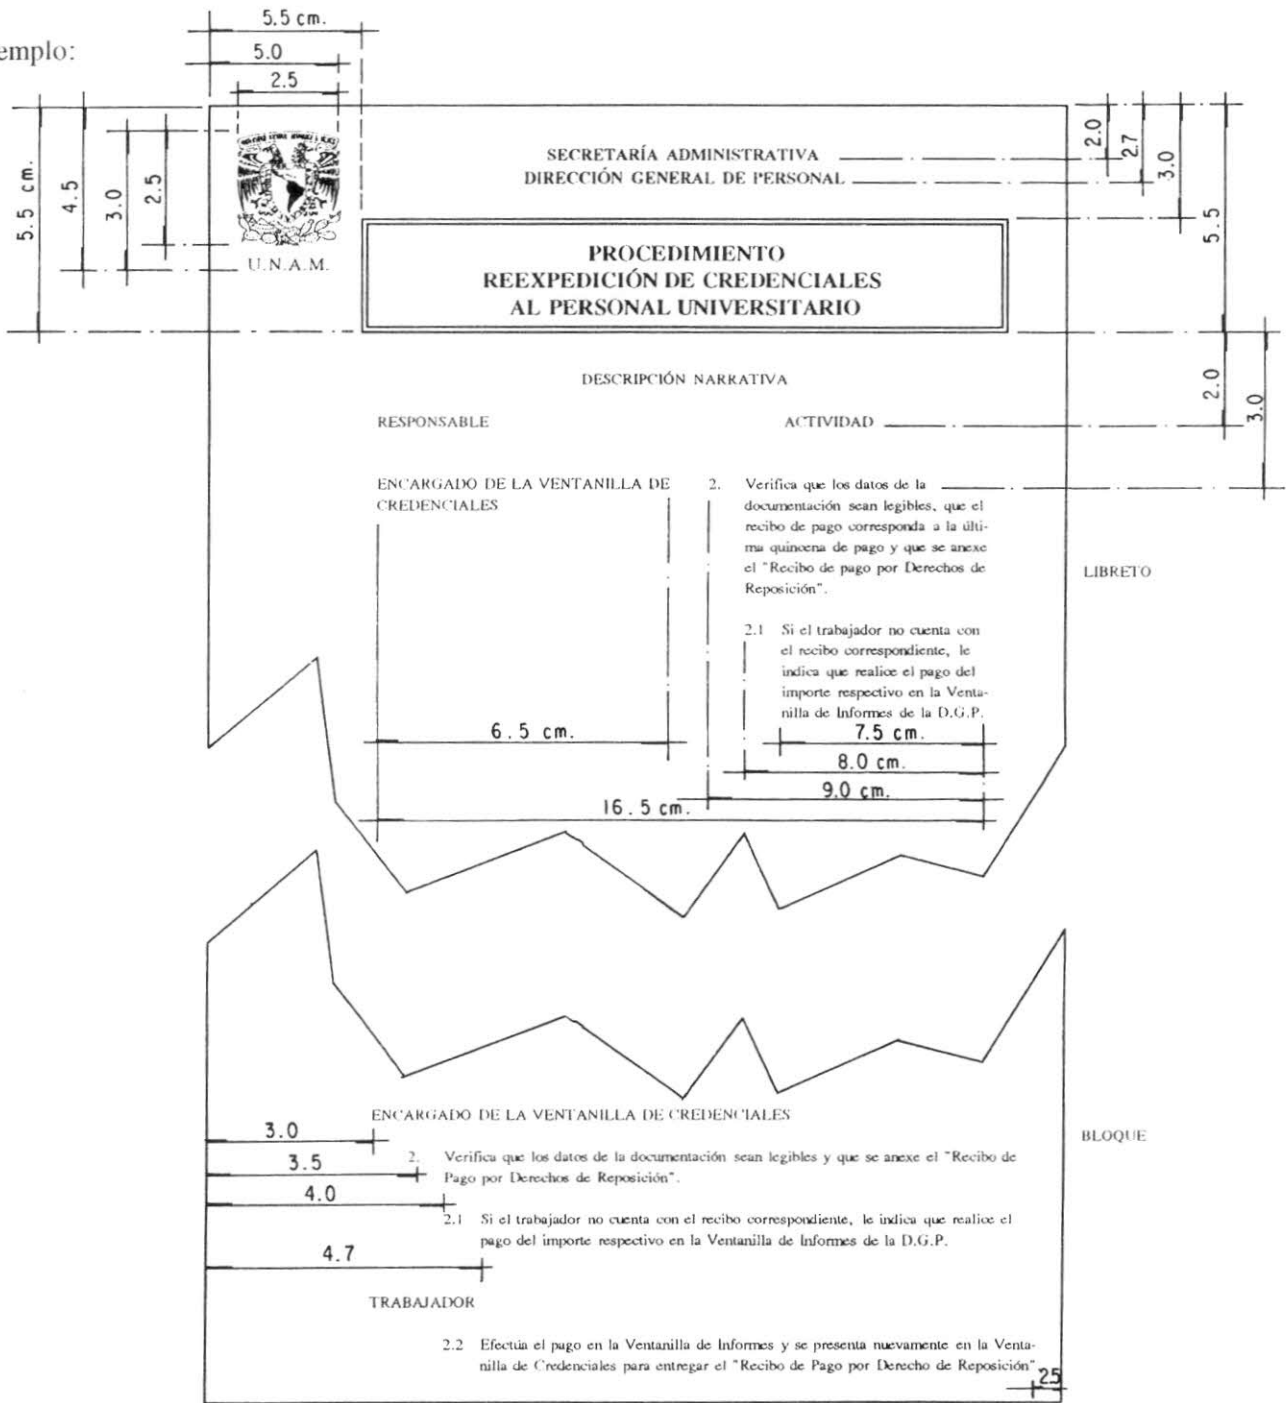 emplo:
5.5 cm.
5.0
2.5
5.5 cm.
4.5
3.0
2.5
U.N.A.M.
SECRETARÍA ADMINISTRATIVA
DIRECCIÓN GENERAL DE PERSONAL
2.0
2.7
3.0
5.5
PROCEDIMIENTO
REEXPEDICIÓN DE CREDENCIALES
AL PERSONAL UNIVERSITARIO
DESCRIPCIÓN NARRATIVA
2.0
3.0
RESPONSABLE
ACTIVIDAD
ENCARGADO DE LA VENTANILLA DE
CREDENCIALES
2. Verifica que los datos de la
documentación sean legibles, que el
recibo de pago corresponda a la últi-
ma quincena de pago y que se anexe
el "Recibo de pago por Derechos de
Reposición".
LIBRETO
2.1 Si el trabajador no cuenta con
el recibo correspondiente, le
indica que realice el pago del
importe respectivo en la Venta-
nilla de Informes de la D.G.P.
6.5 cm.
7.5 cm.
8.0 cm.
9.0 cm.
16.5 cm.
ENCARGADO DE LA VENTANILLA DE CREDENCIALES
BLOQUE
3.0
3.5
4.0
4.7
2. Verifica que los datos de la documentación sean legibles y que se anexe el "Recibo de
Pago por Derechos de Reposición".
2.1 Si el trabajador no cuenta con el recibo correspondiente, le indica que realice el
pago del importe respectivo en la Ventanilla de Informes de la D.G.P.
TRABAJADOR
2.2 Efectúa el pago en la Ventanilla de Informes y se presenta nuevamente en la Venta-
nilla de Credenciales para entregar el "Recibo de Pago por Derecho de Reposición".
25